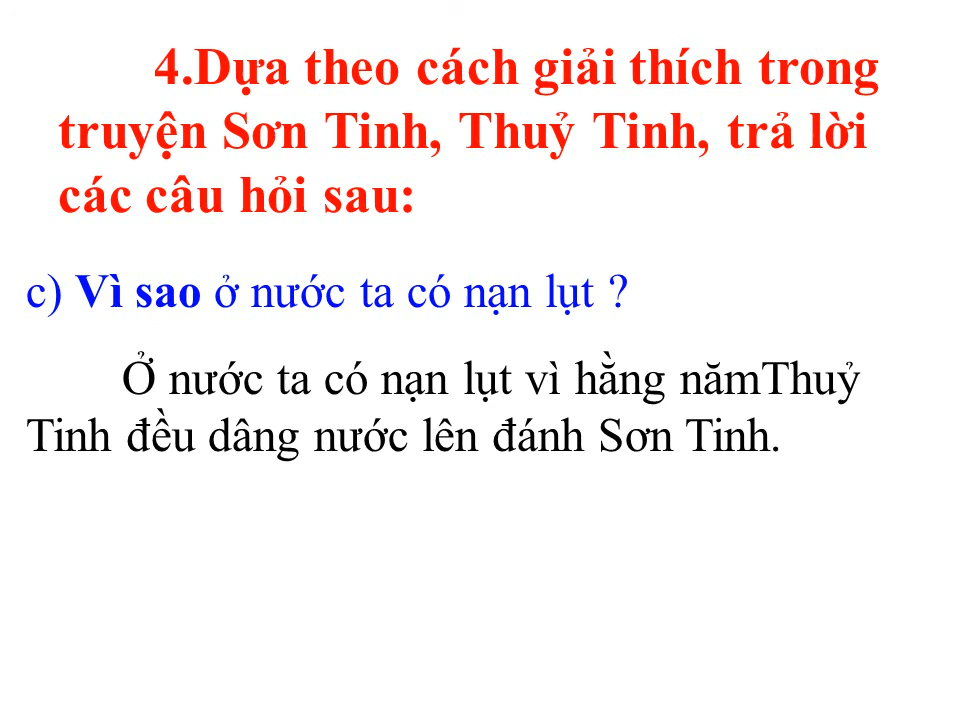 4.Dựa theo cách giải thích trong
truyện Sơn Tinh, Thuỷ Tinh, trả lời
các câu hỏi sau:
c) Vì sao ở nước ta có nạn lụt ?
Ở nước ta có nạn lụt vì hằng nămThuỷ
Tinh đều dâng nước lên đánh Sơn Tinh.